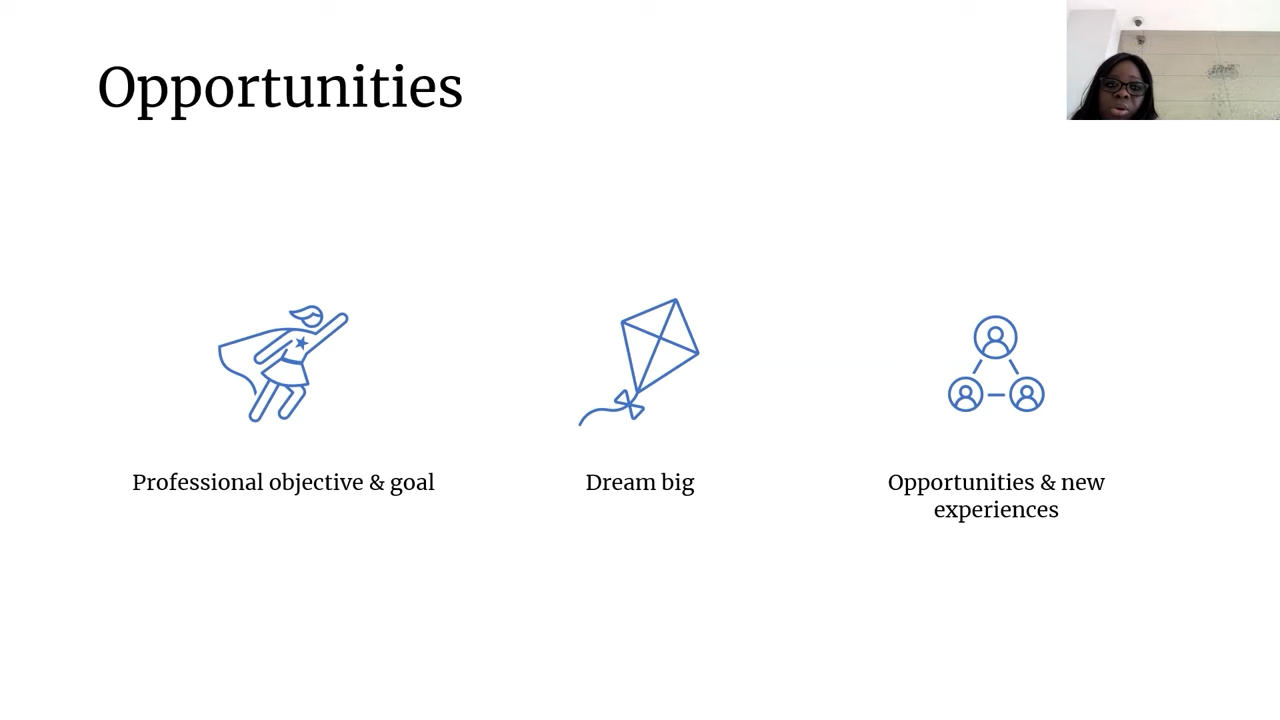 Opportunities
Professional objective & goal
Dream big
Opportunities & new
experiences